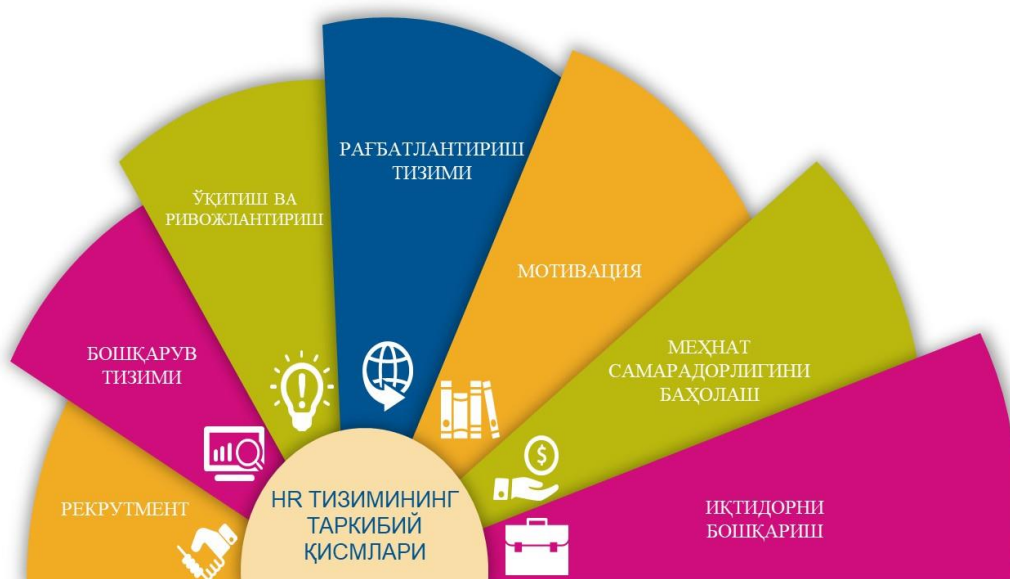 РЕКРУТМЕНТ
БОШҚАРУВ
ТИЗИМИ
ЎҚИТИШ ВА
РИВОЖЛАНТИРИШ
РАҒБАТЛАНТИРИШ
ТИЗИМИ
МОТИВАЦИЯ
МЕҲНАТ
САМАРАДОРЛИГИНИ
БАҲОЛАШ
ИҚТИДОРНИ
БОШҚАРИШ
HR ТИЗИМИНИНГ
ТАРКИБИЙ
ҚИСМЛАРИ